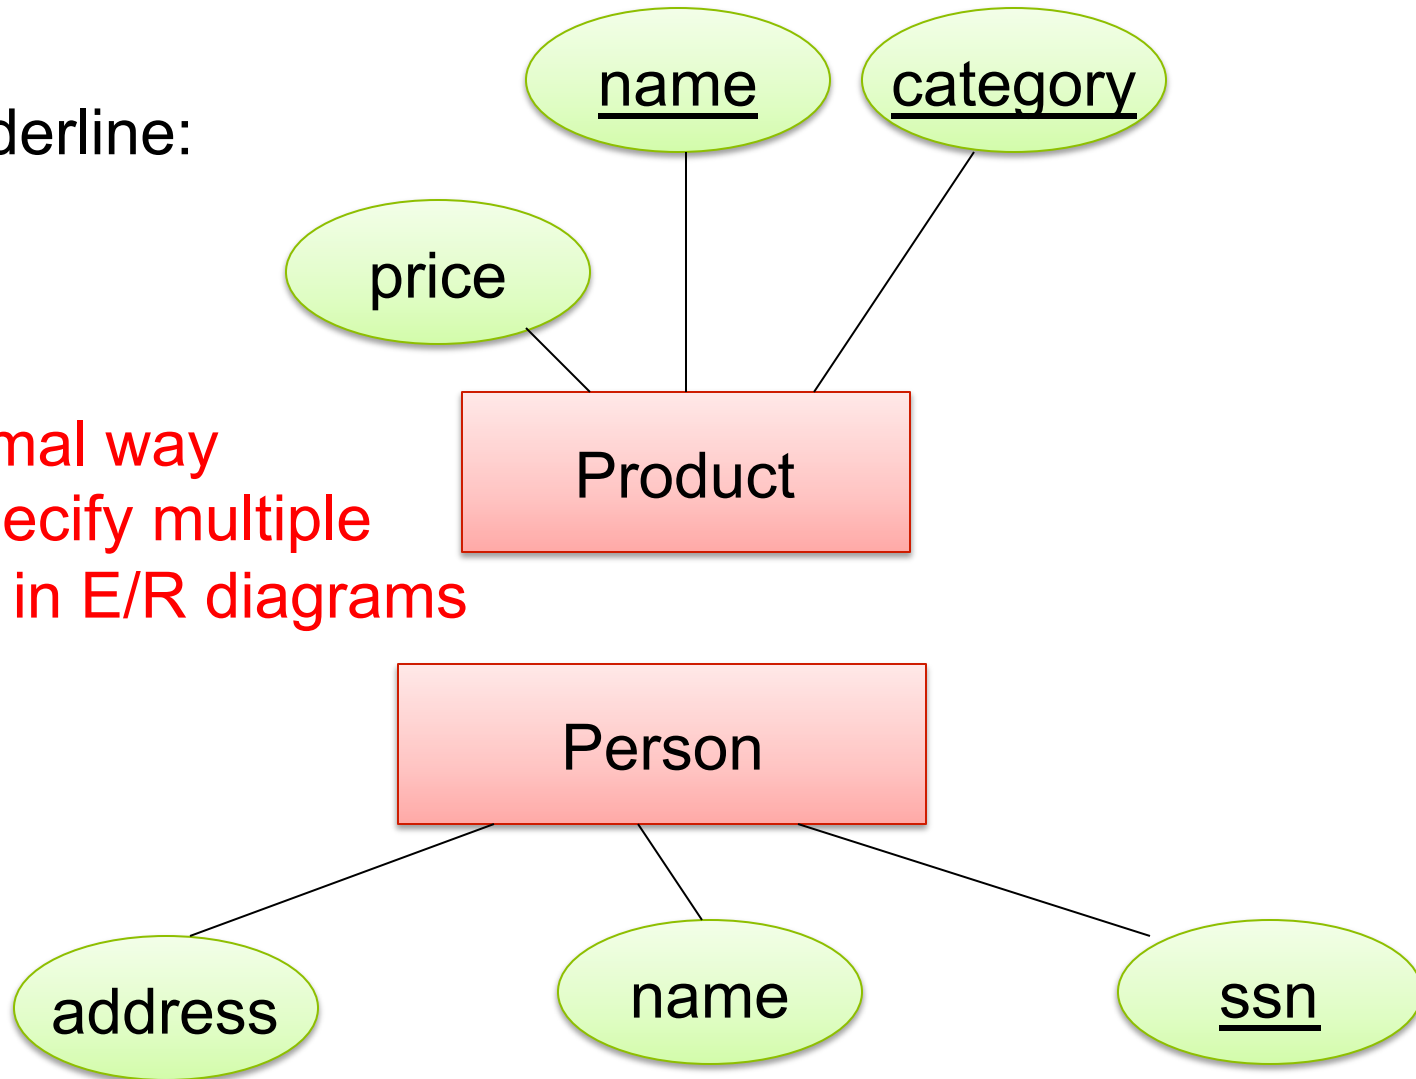 name
category
derline:
price
mal way
Product
ecify multiple
in E/R diagrams
Person
address
name
ssn